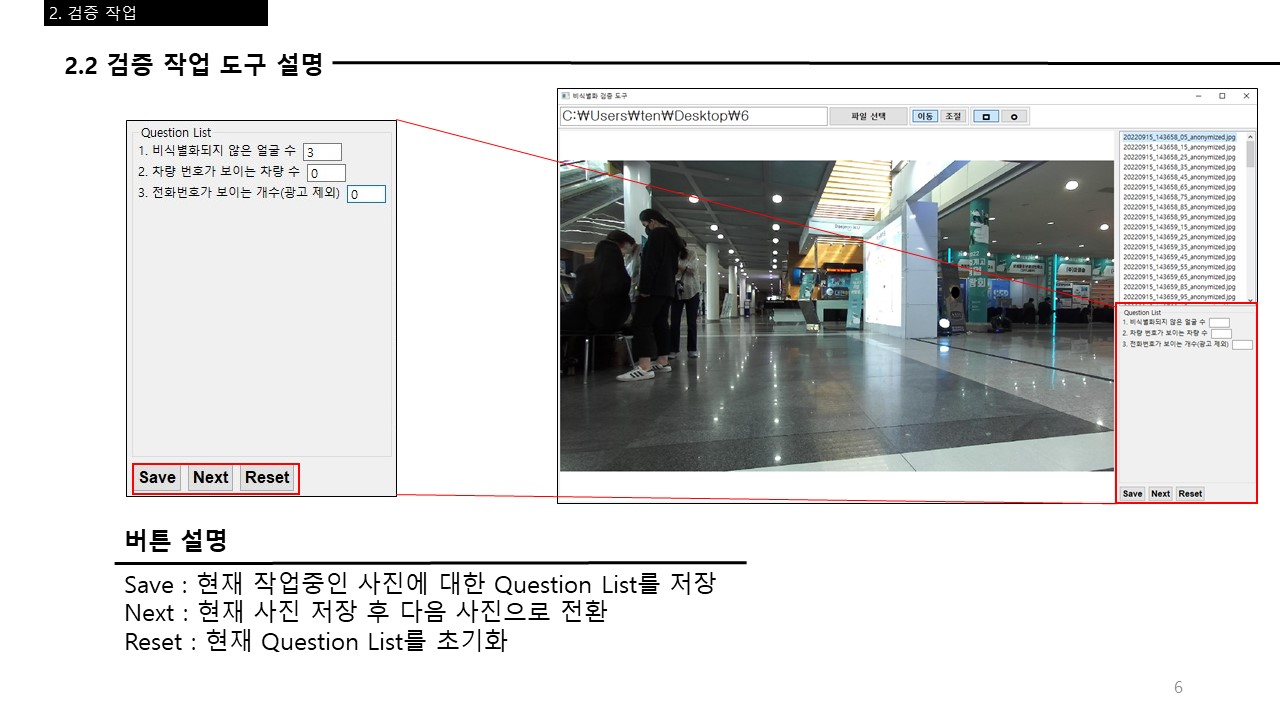 2. 검증 작업
2.2 검증 작업 도구 설명
Question List
1. 비식별화되지 않은 얼굴 수 3
2. 차량 번호가 보이는 차량 수 0
3. 전화번호가 보이는 개수(광고 제외) 0
Save Next Reset
비식별화 검증 도구
C:₩Users₩ten₩Desktop₩6 파일 선택 이동 조절
20220915_143658_05_anonymized.jpg
20220915_143658_15_anonymized.jpg
20220915_143658_25_anonymized.jpg
20220915_143658_35_anonymized.jpg
20220915_143658_45_anonymized.jpg
20220915_143658_65_anonymized.jpg
20220915_143658_75_anonymized.jpg
20220915_143658_85_anonymized.jpg
20220915_143658_95_anonymized.jpg
20220915_143659_15_anonymized.jpg
20220915_143659_25_anonymized.jpg
20220915_143659_35_anonymized.jpg
20220915_143659_45_anonymized.jpg
20220915_143659_55_anonymized.jpg
20220915_143659_65_anonymized.jpg
20220915_143659_85_anonymized.jpg
20220915_143659_95_anonymized.jpg
Question List
1. 비식별화되지 않은 얼굴 수
2. 차량 번호가 보이는 차량 수
3. 전화번호가 보이는 개수(광고 제외)
Save Next Reset
버튼 설명
Save : 현재 작업중인 사진에 대한 Question List를 저장
Next : 현재 사진 저장 후 다음 사진으로 전환
Reset : 현재 Question List를 초기화
6